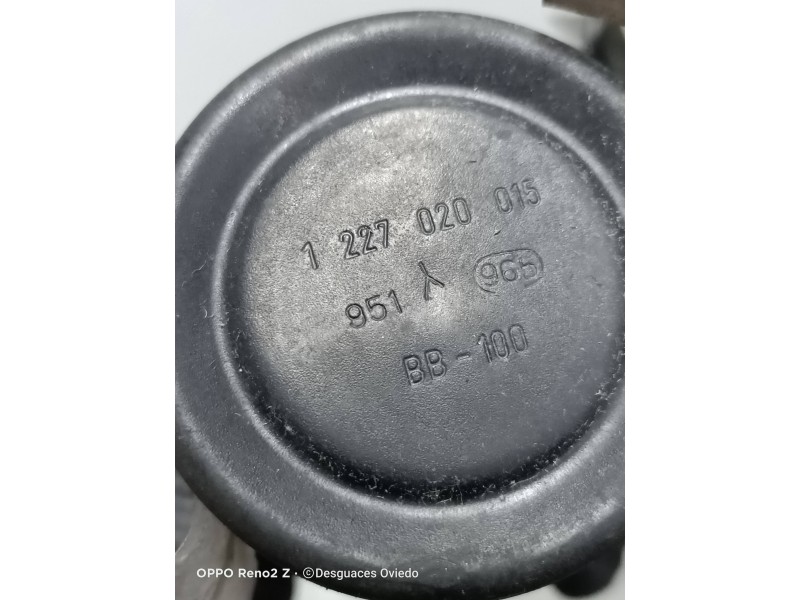 1 227 020 015
951 965
BB-100
OPPO Reno2 Z • ©Desguaces Oviedo